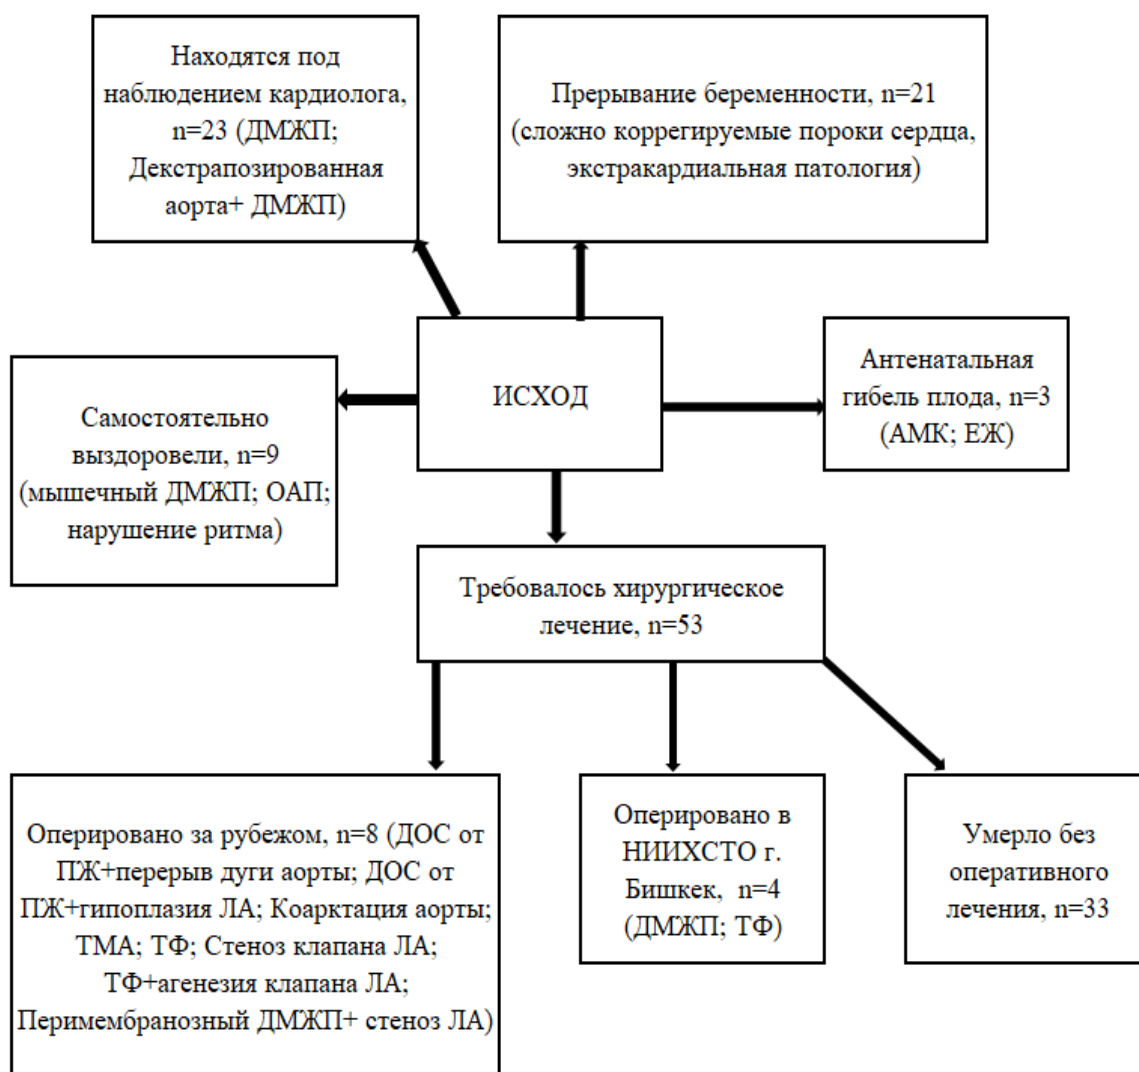 Находятся под
наблюдением кардиолога,
n=23 (ДМЖП;
Декстрапозированная
аорта+ ДМЖП)
Прерывание беременности, n=21
(сложно коррегируемые пороки сердца,
экстракардиальная патология)
ИСХОД
Антенатальная
гибель плода, n=3
(АМК; ЕЖ)
Самостоятельно
выздоровели, n=9
(мышечный ДМЖП; ОАП;
нарушение ритма)
Требовалось хирургическое
лечение, n=53
Оперировано за рубежом, n=8 (ДОС от
ПЖ+перерыв дуги аорты; ДОС от
ПЖ+гипоплазия ЛА; Коарктация аорты;
ТМА; ТФ; Стеноз клапана ЛА;
ТФ+агенезия клапана ЛА;
Перимембранозный ДМЖП+ стеноз ЛА)
Оперировано в
НИИХСТО г.
Бишкек, n=4
(ДМЖП; ТФ)
Умерло без
оперативного
лечения, n=33